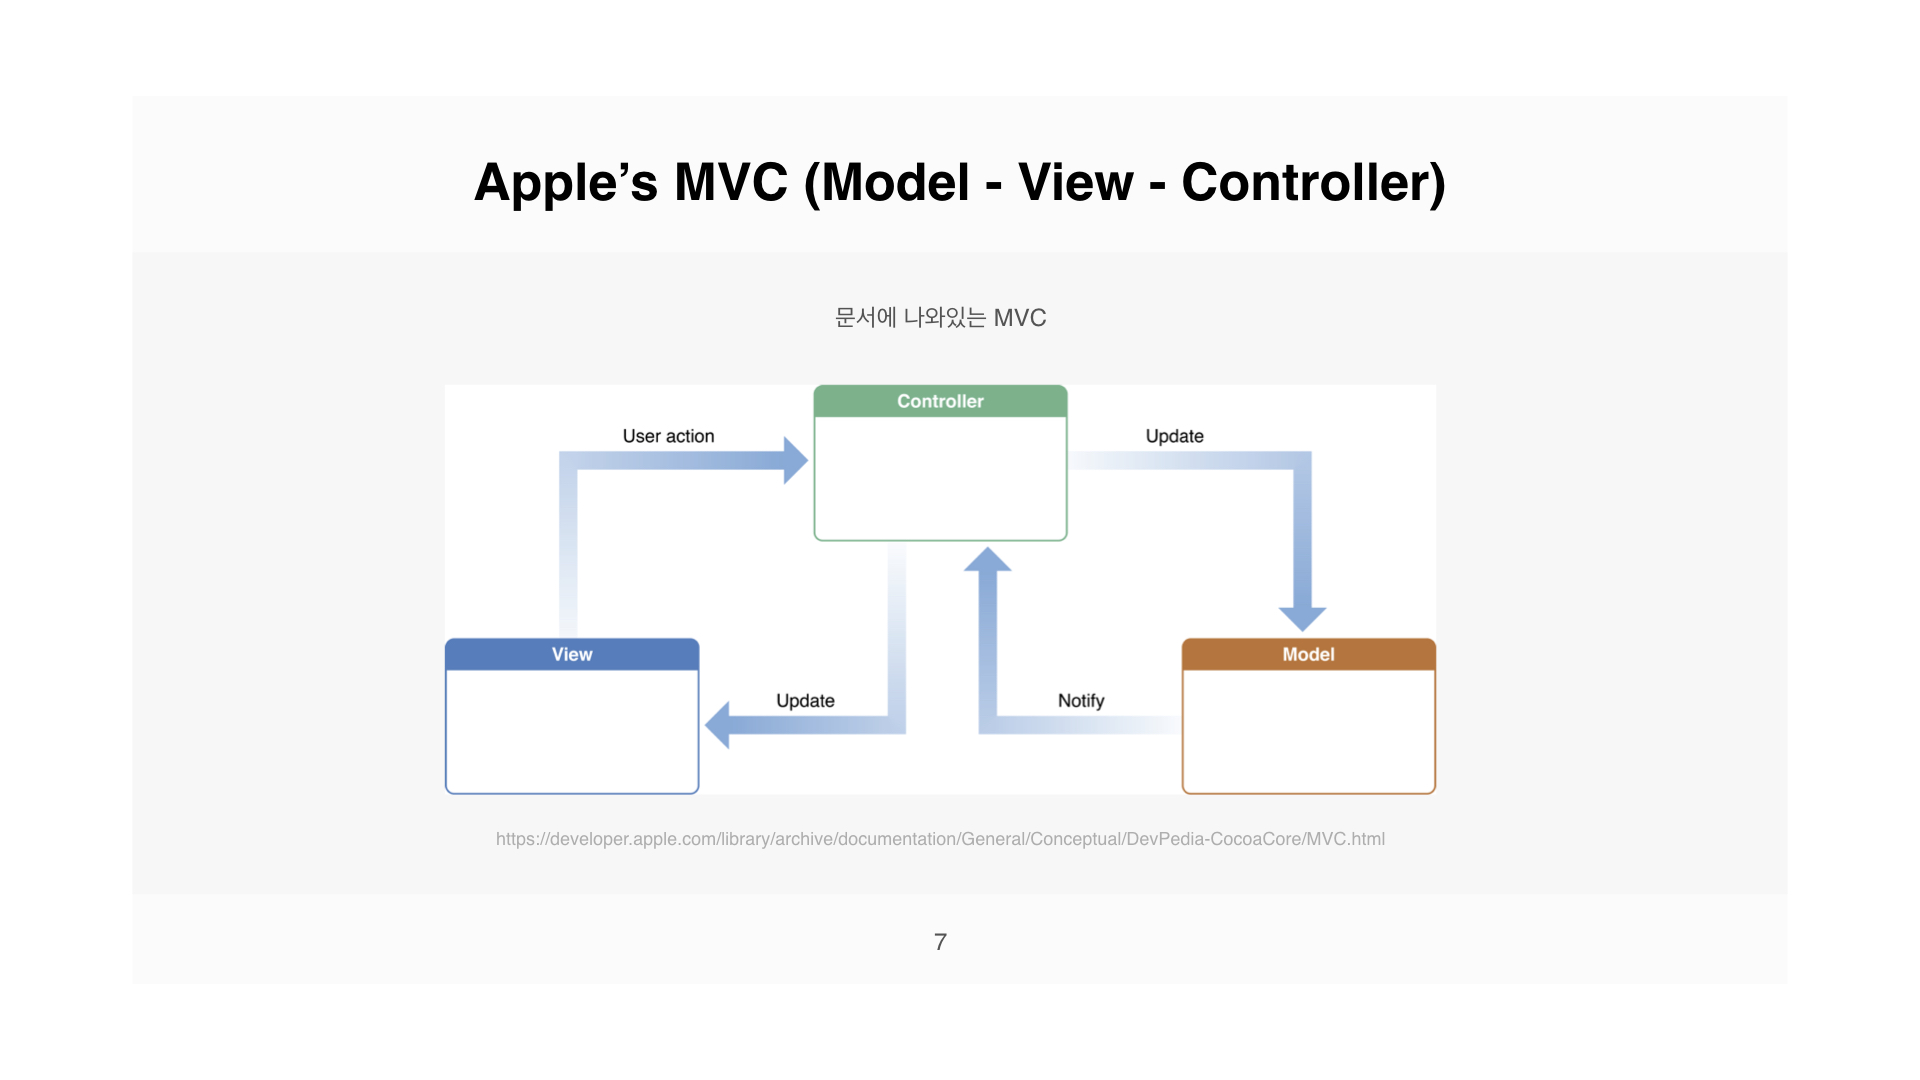 Apple’s MVC (Model - View - Controller)
문서에 나와있는 MVC
Controller
User action
Update
View
Model
Update
Notify
https://developer.apple.com/library/archive/documentation/General/Conceptual/DevPedia-CocoaCore/MVC.html
7